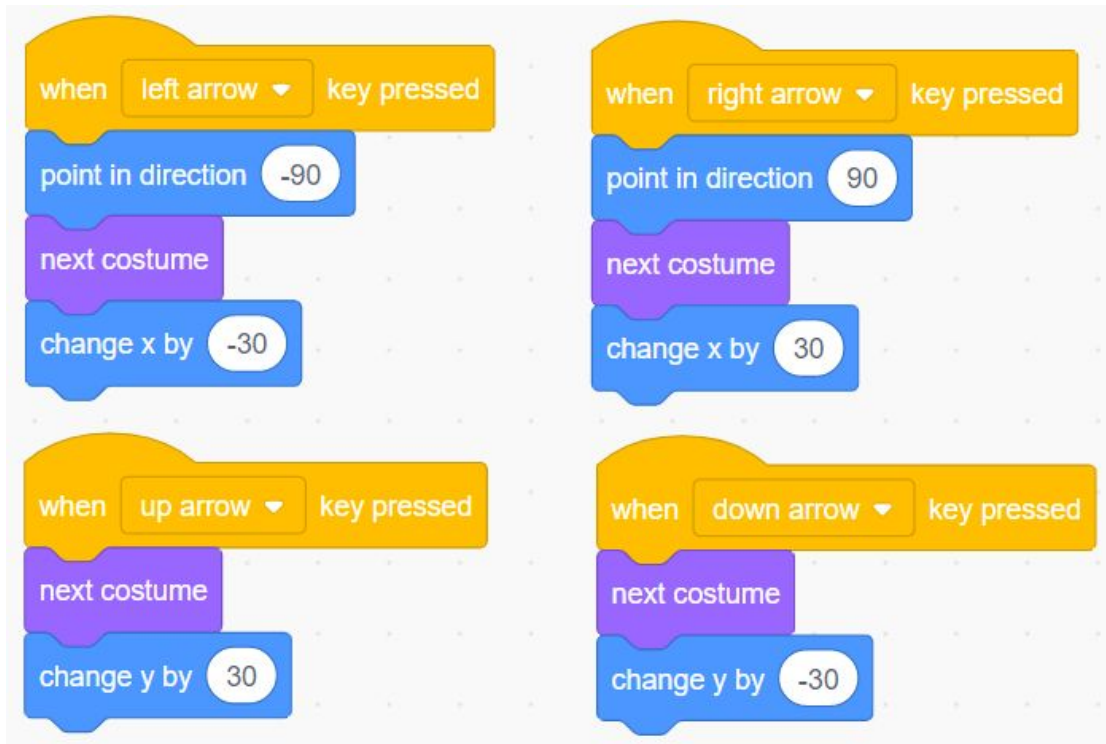 when left arrow key pressed
point in direction -90
next costume
change x by -30
when right arrow key pressed
point in direction 90
next costume
change x by 30
when up arrow key pressed
next costume
change y by 30
when down arrow key pressed
next costume
change y by -30